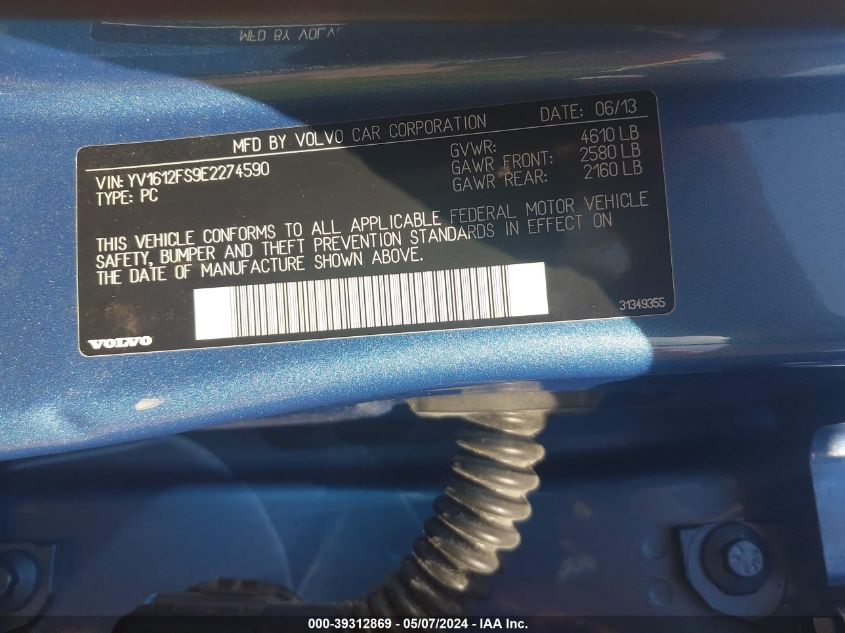 MFD BY VOLVO CAR CORPORATION DATE: 06/13
VIN: YV1612FS9E2274590
TYPE: PC
GVWR: 4610 LB
GAWR FRONT: 2580 LB
GAWR REAR: 2160 LB
THIS VEHICLE CONFORMS TO ALL APPLICABLE FEDERAL MOTOR VEHICLE
SAFETY, BUMPER AND THEFT PREVENTION STANDARDS IN EFFECT ON
THE DATE OF MANUFACTURE SHOWN ABOVE.
31349355
VOLVO
000-39312869 - 05/07/2024 - IAA Inc.